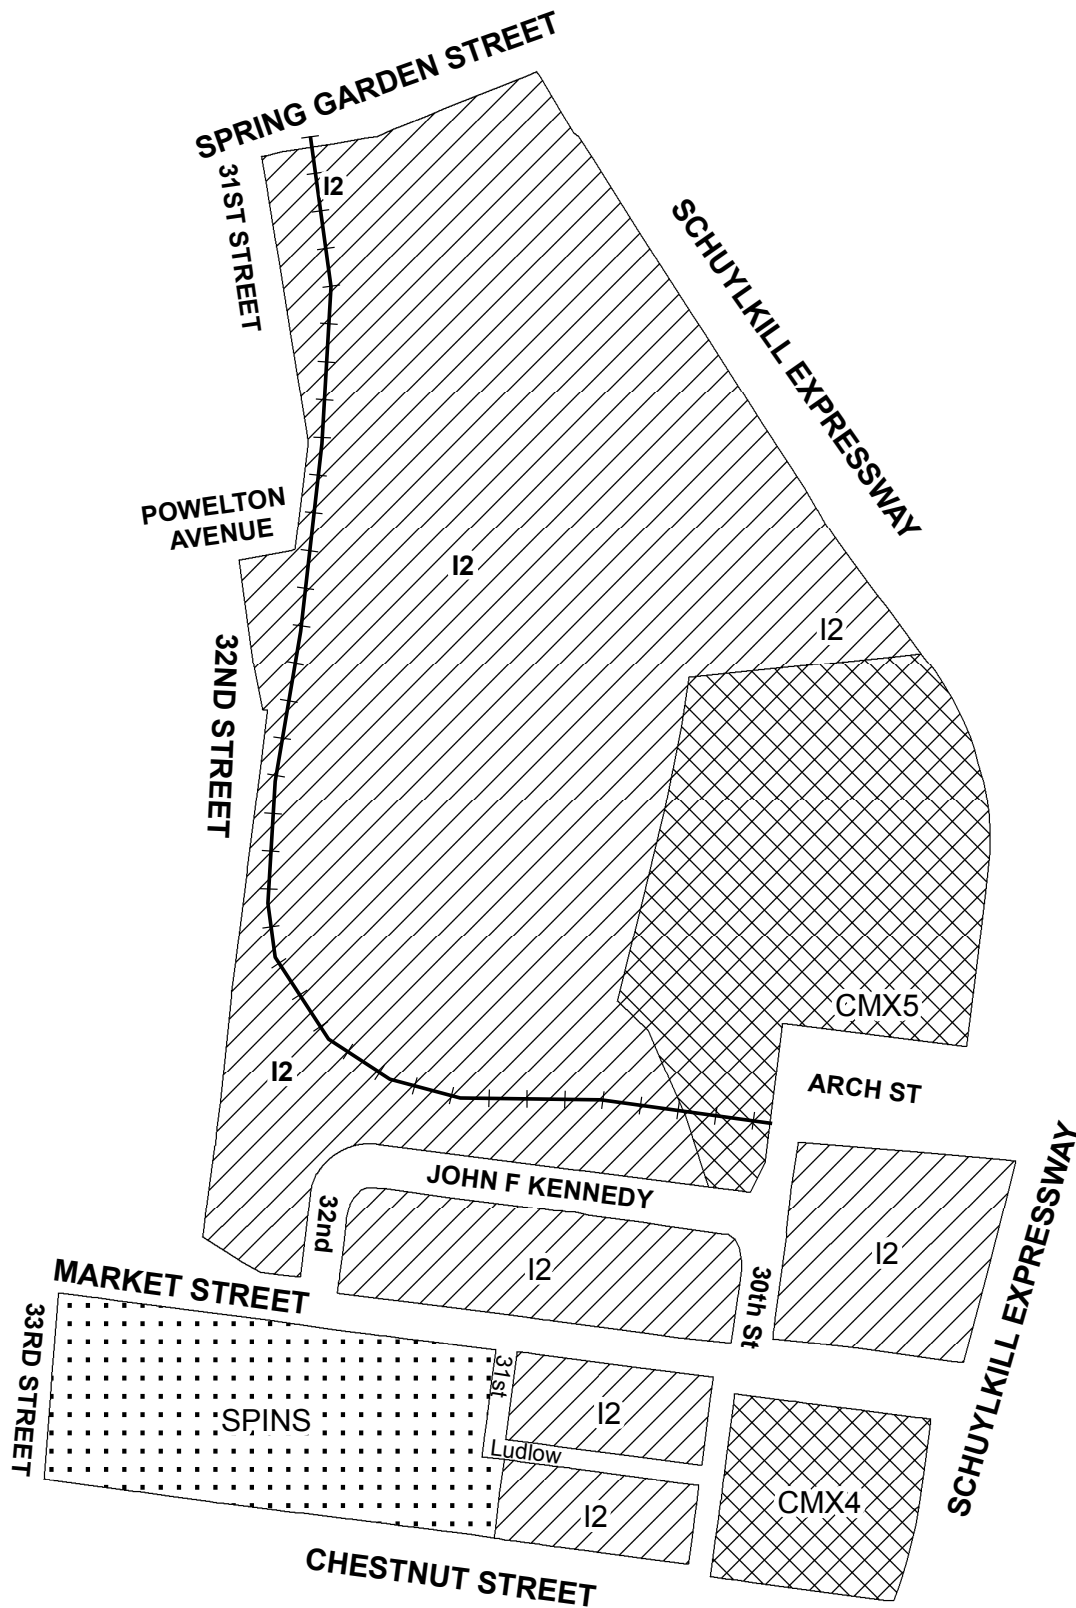 SPRING GARDEN STREET
31ST STREET
I2
SCHUYLKILL EXPRESSWAY
POWELTON
AVENUE
I2
I2
32ND STREET
CMX5
I2
ARCH ST
JOHN F KENNEDY
32nd
I2
I2
30th St
SCHUYLKILL EXPRESSWAY
MARKET STREET
33RD STREET
31st
SPINS
I2
Ludlow
CMX4
I2
CHESTNUT STREET